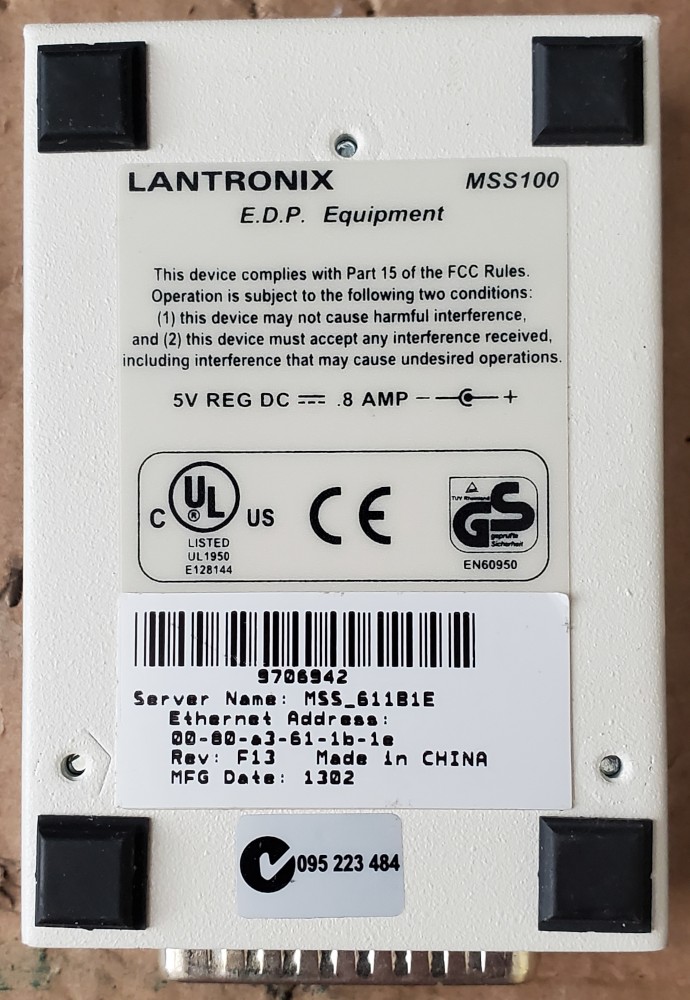 LANTRONIX MSS100
E.D.P. Equipment
This device complies with Part 15 of the FCC Rules.
Operation is subject to the following two conditions:
(1) this device may not cause harmful interference,
and (2) this device must accept any interference received,
including interference that may cause undesired operations.
5V REG DC .8 AMP - +
C UL ® US
LISTED
UL1950
E128144
CE
TUV Rheinland
GS
geprüfte
Sicherheit
EN60950
9706942
Server Name: MSS_611B1E
Ethernet Address:
00-80-a3-61-1b-1e
Rev: F13 Made in CHINA
MFG Date: 1302
095 223 484